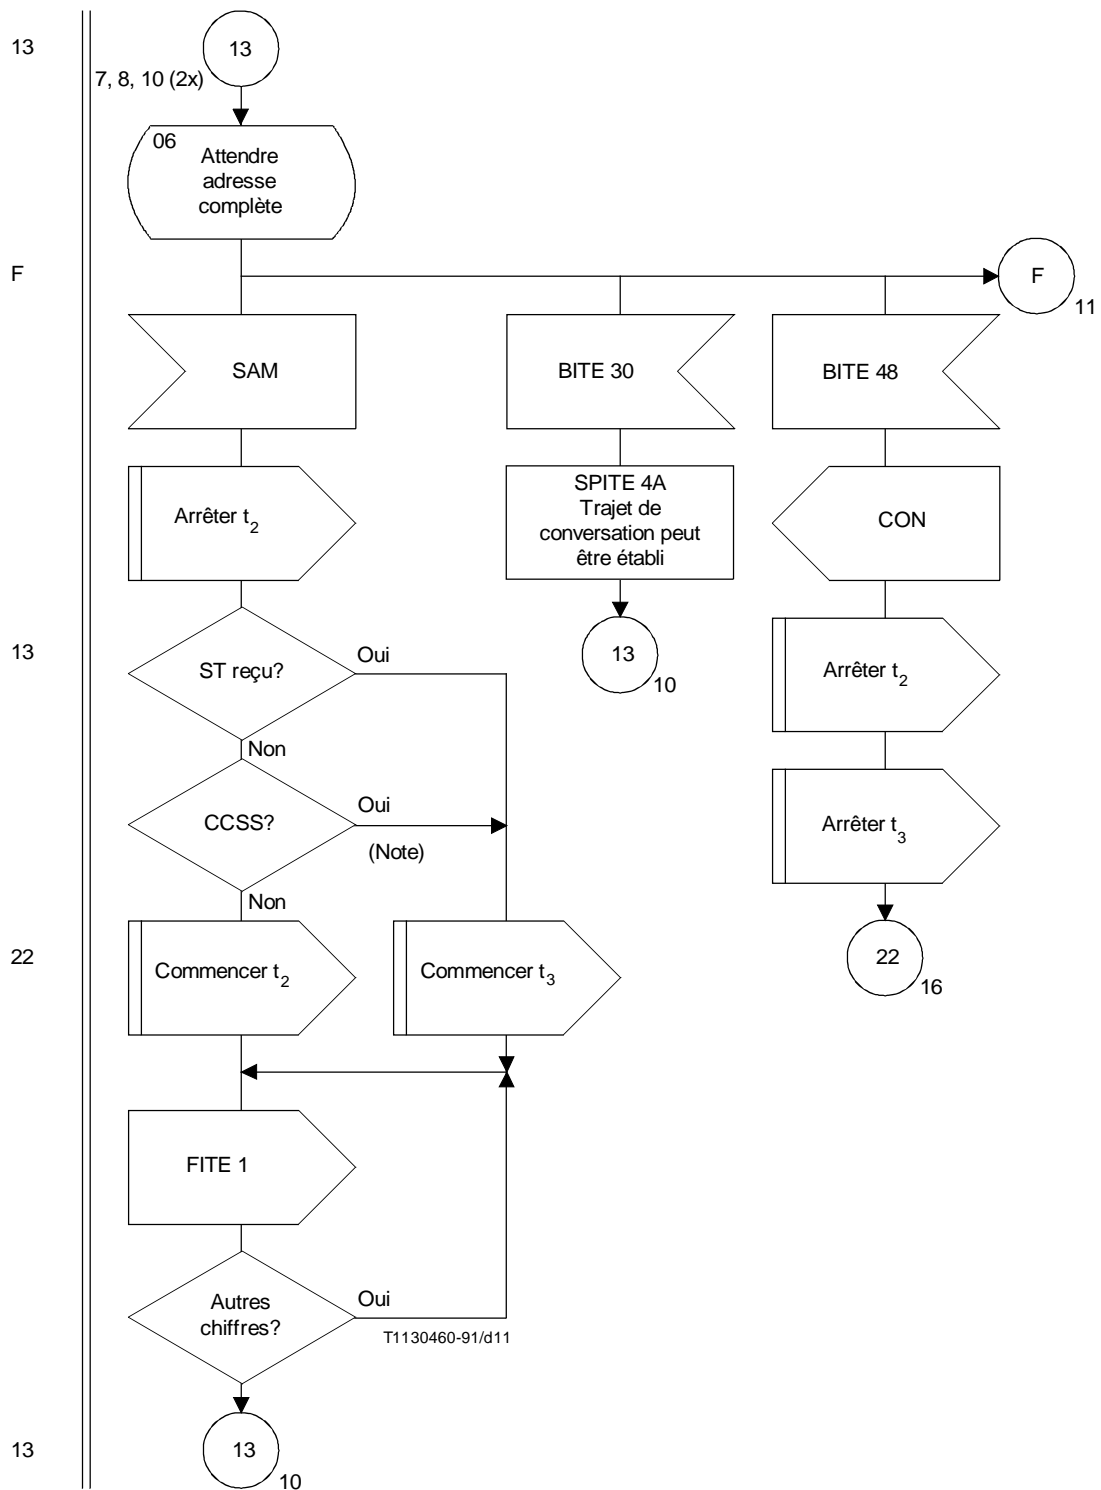 13
13
7, 8, 10 (2x)
06
Attendre
adresse
complète
F
F
11
SAM
BITE 30
BITE 48
Arrêter t2
SPITE 4A
Trajet de
conversation peut
être établi
CON
13
ST reçu?
Oui
13
10
Arrêter t2
Non
CCSS?
Oui
(Note)
Arrêter t3
Non
22
Commencer t2
Commencer t3
22
16
FITE 1
Autres
chiffres?
Oui
T1130460-91/d11
13
13
10